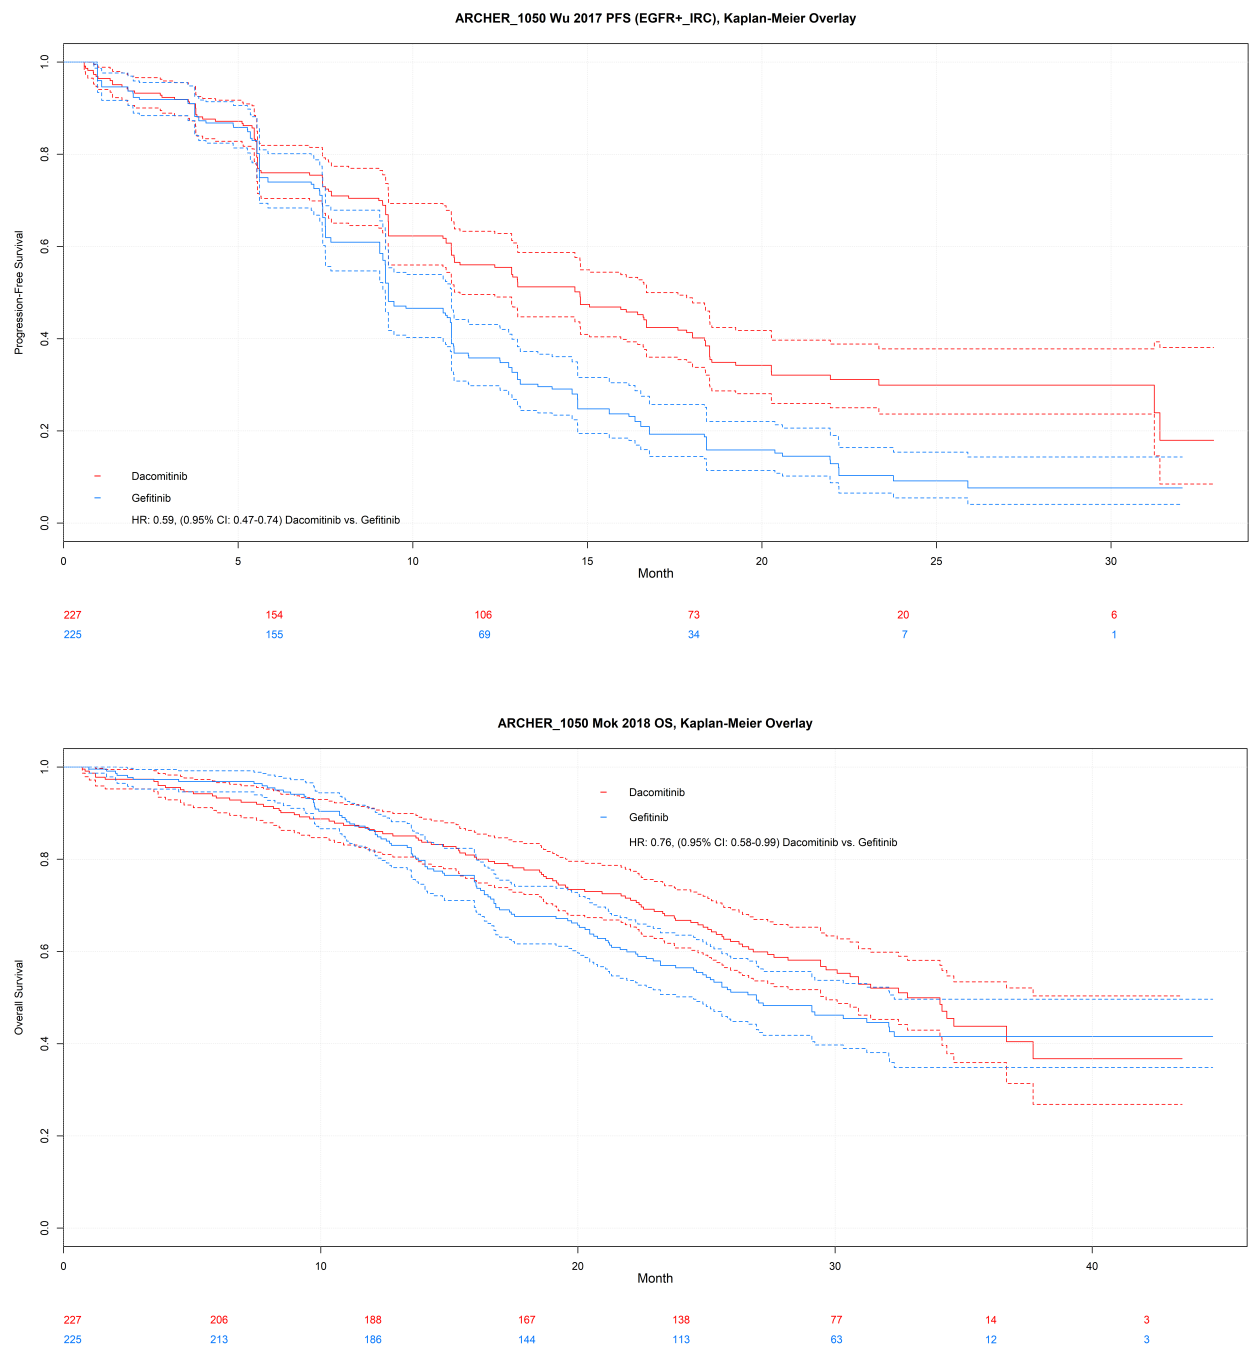 ARCHER_1050 Wu 2017 PFS (EGFR+_IRC), Kaplan-Meier Overlay
1.0
0.8
0.6
0.4
0.2
0.0
Progression-Free Survival
Dacomitinib
Gefitinib
HR: 0.59, (0.95% CI: 0.47-0.74) Dacomitinib vs. Gefitinib
0 5 10 15 20 25 30
Month
227 154 106 73 20 6
225 155 69 34 7 1
ARCHER_1050 Mok 2018 OS, Kaplan-Meier Overlay
1.0
0.8
0.6
0.4
0.2
0.0
Overall Survival
Dacomitinib
Gefitinib
HR: 0.76, (0.95% CI: 0.58-0.99) Dacomitinib vs. Gefitinib
0 10 20 30 40
Month
227 206 188 167 138 77 14 3
225 213 186 144 113 63 12 3